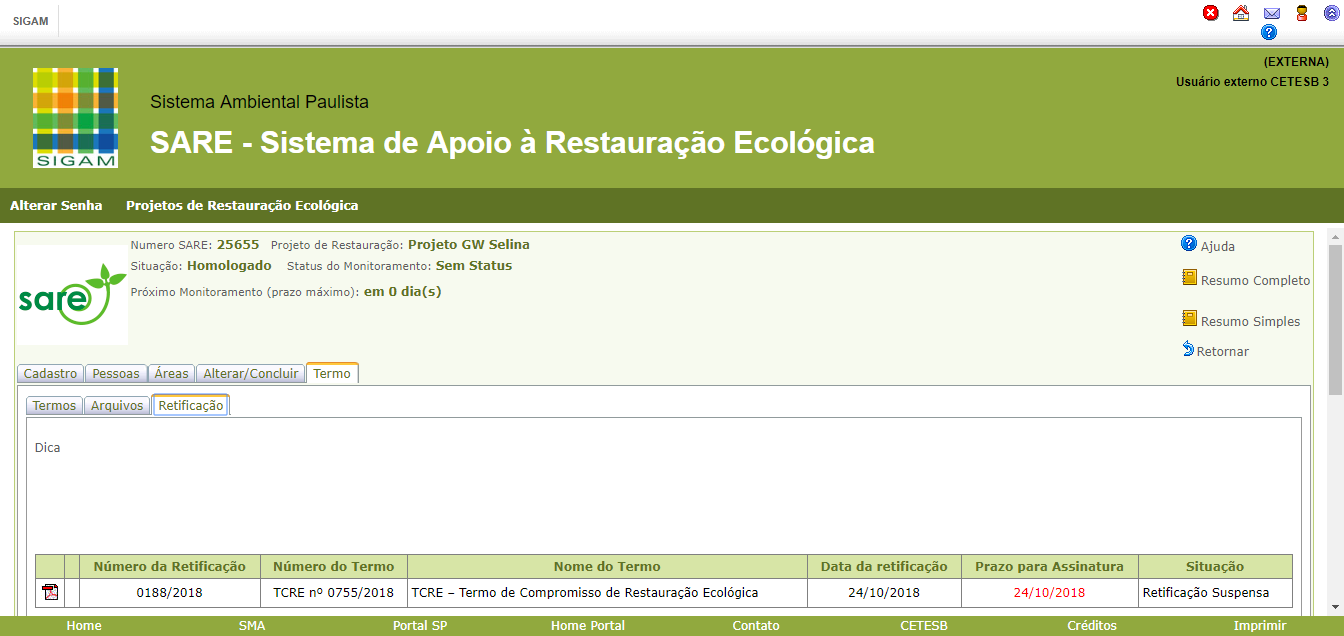 SIGAM
(EXTERNA)
Usuário externo CETESB 3
SIGAM
Sistema Ambiental Paulista
SARE - Sistema de Apoio à Restauração Ecológica
Alterar Senha Projetos de Restauração Ecológica
sare
Numero SARE: 25655 Projeto de Restauração: Projeto GW Selina
Situação: Homologado Status do Monitoramento: Sem Status
Próximo Monitoramento (prazo máximo): em 0 dia(s)
Ajuda
Resumo Completo
Resumo Simples
Retornar
Cadastro Pessoas Áreas Alterar/Concluir Termo
Termos Arquivos Retificação
Dica
Número da Retificação Número do Termo Nome do Termo Data da retificação Prazo para Assinatura Situação
0188/2018 TCRE nº 0755/2018 TCRE – Termo de Compromisso de Restauração Ecológica 24/10/2018 24/10/2018 Retificação Suspensa
Home SMA Portal SP Home Portal Contato CETESB Créditos Imprimir